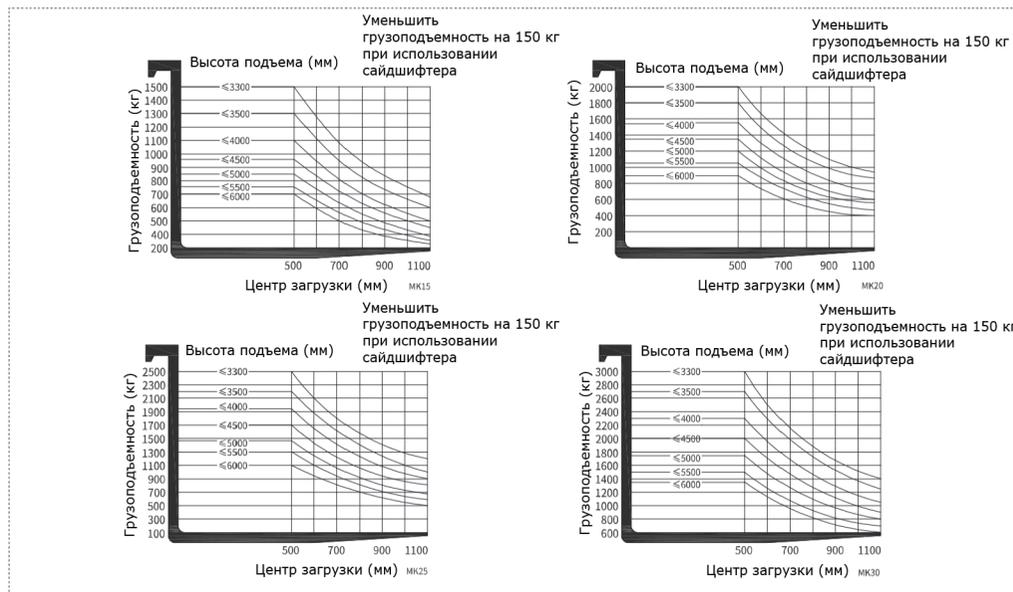 Уменьшить
грузоподъемность на 150 кг
при использовании
сайдшифтера
Высота подъема (мм)
Грузоподъемность (кг)
1500
1400
1300
1200
1100
1000
900
800
700
600
500
400
300
200
≤3300
≤3500
≤4000
≤4500
≤5000
≤5500
≤6000
500 700 900 1100
Центр загрузки (мм) МК15
Уменьшить
грузоподъемность на 150 кг
при использовании
сайдшифтера
Высота подъема (мм)
Грузоподъемность (кг)
2000
1800
1600
1400
1200
1000
800
600
400
200
≤3300
≤3500
≤4000
≤4500
≤5000
≤5500
≤6000
500 700 900 1100
Центр загрузки (мм) МК20
Уменьшить
грузоподъемность на 150 кг
при использовании
сайдшифтера
Высота подъема (мм)
Грузоподъемность (кг)
2500
2300
2100
1900
1700
1500
1300
1100
900
700
500
300
100
≤3300
≤3500
≤4000
≤4500
≤5000
≤5500
≤6000
500 700 900 1100
Центр загрузки (мм) МК25
Уменьшить
грузоподъемность на 150 кг
при использовании
сайдшифтера
Высота подъема (мм)
Грузоподъемность (кг)
3000
2800
2600
2400
2200
2000
1800
1600
1400
1200
1000
800
600
≤3300
≤3500
≤4000
≤4500
≤5000
≤5500
≤6000
500 700 900 1100
Центр загрузки (мм) МК30